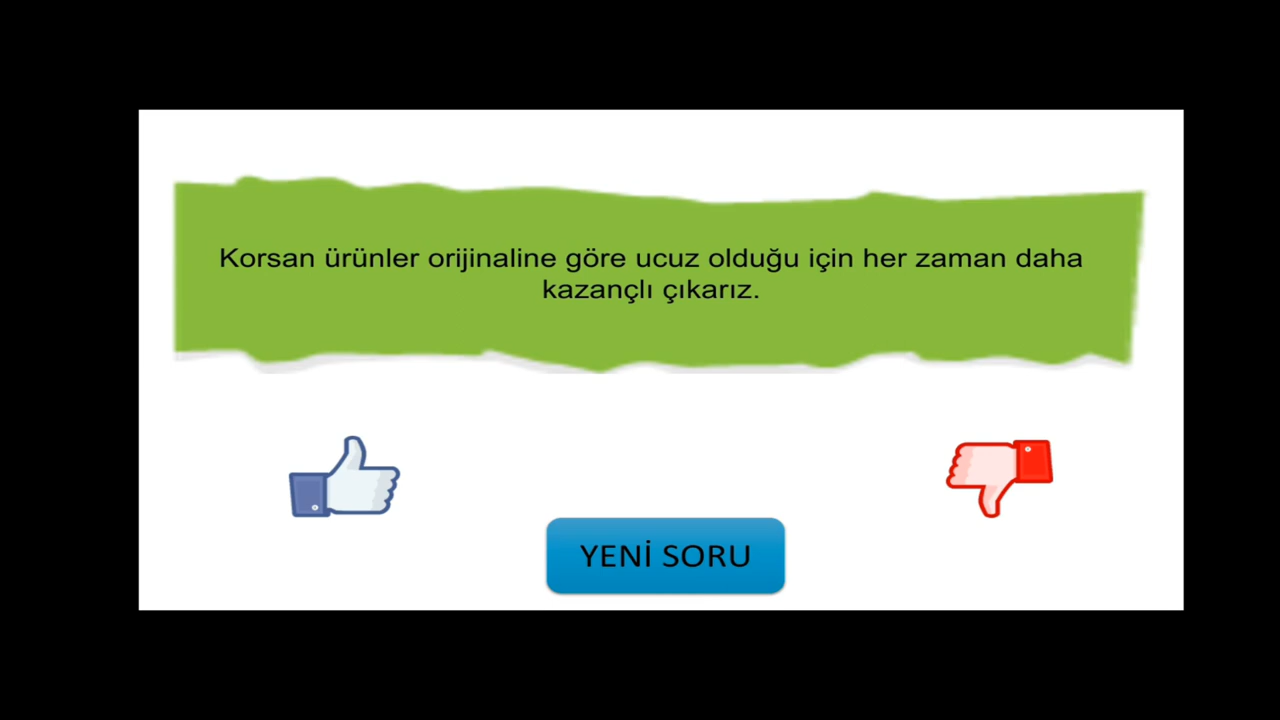 Korsan ürünler orijinaline göre ucuz olduğu için her zaman daha
kazançlı çıkarız.
YENİ SORU